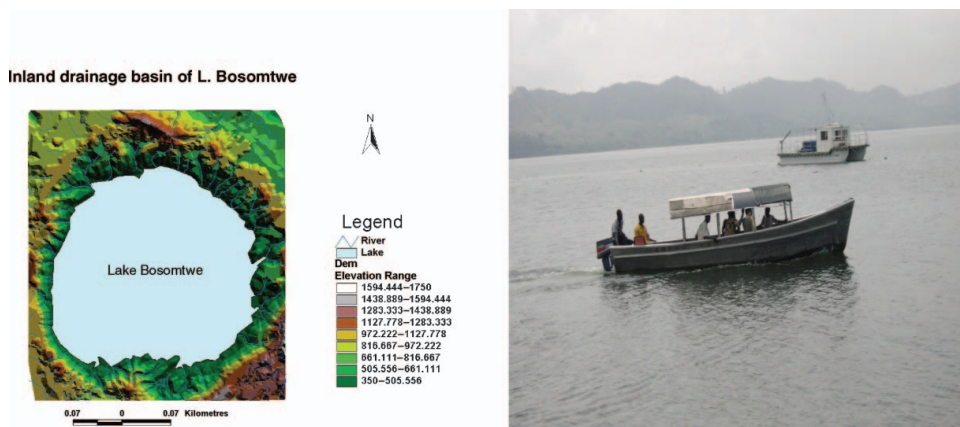 Inland drainage basin of L. Bosomtwe
N
Lake Bosomtwe
Legend
River
Lake
Dem
Elevation Range
1594.444–1750
1438.889–1594.444
1283.333–1438.889
1127.778–1283.333
972.222–1127.778
816.667–972.222
661.111–816.667
505.556–661.111
350–505.556
0.07 0 0.07 Kilometres